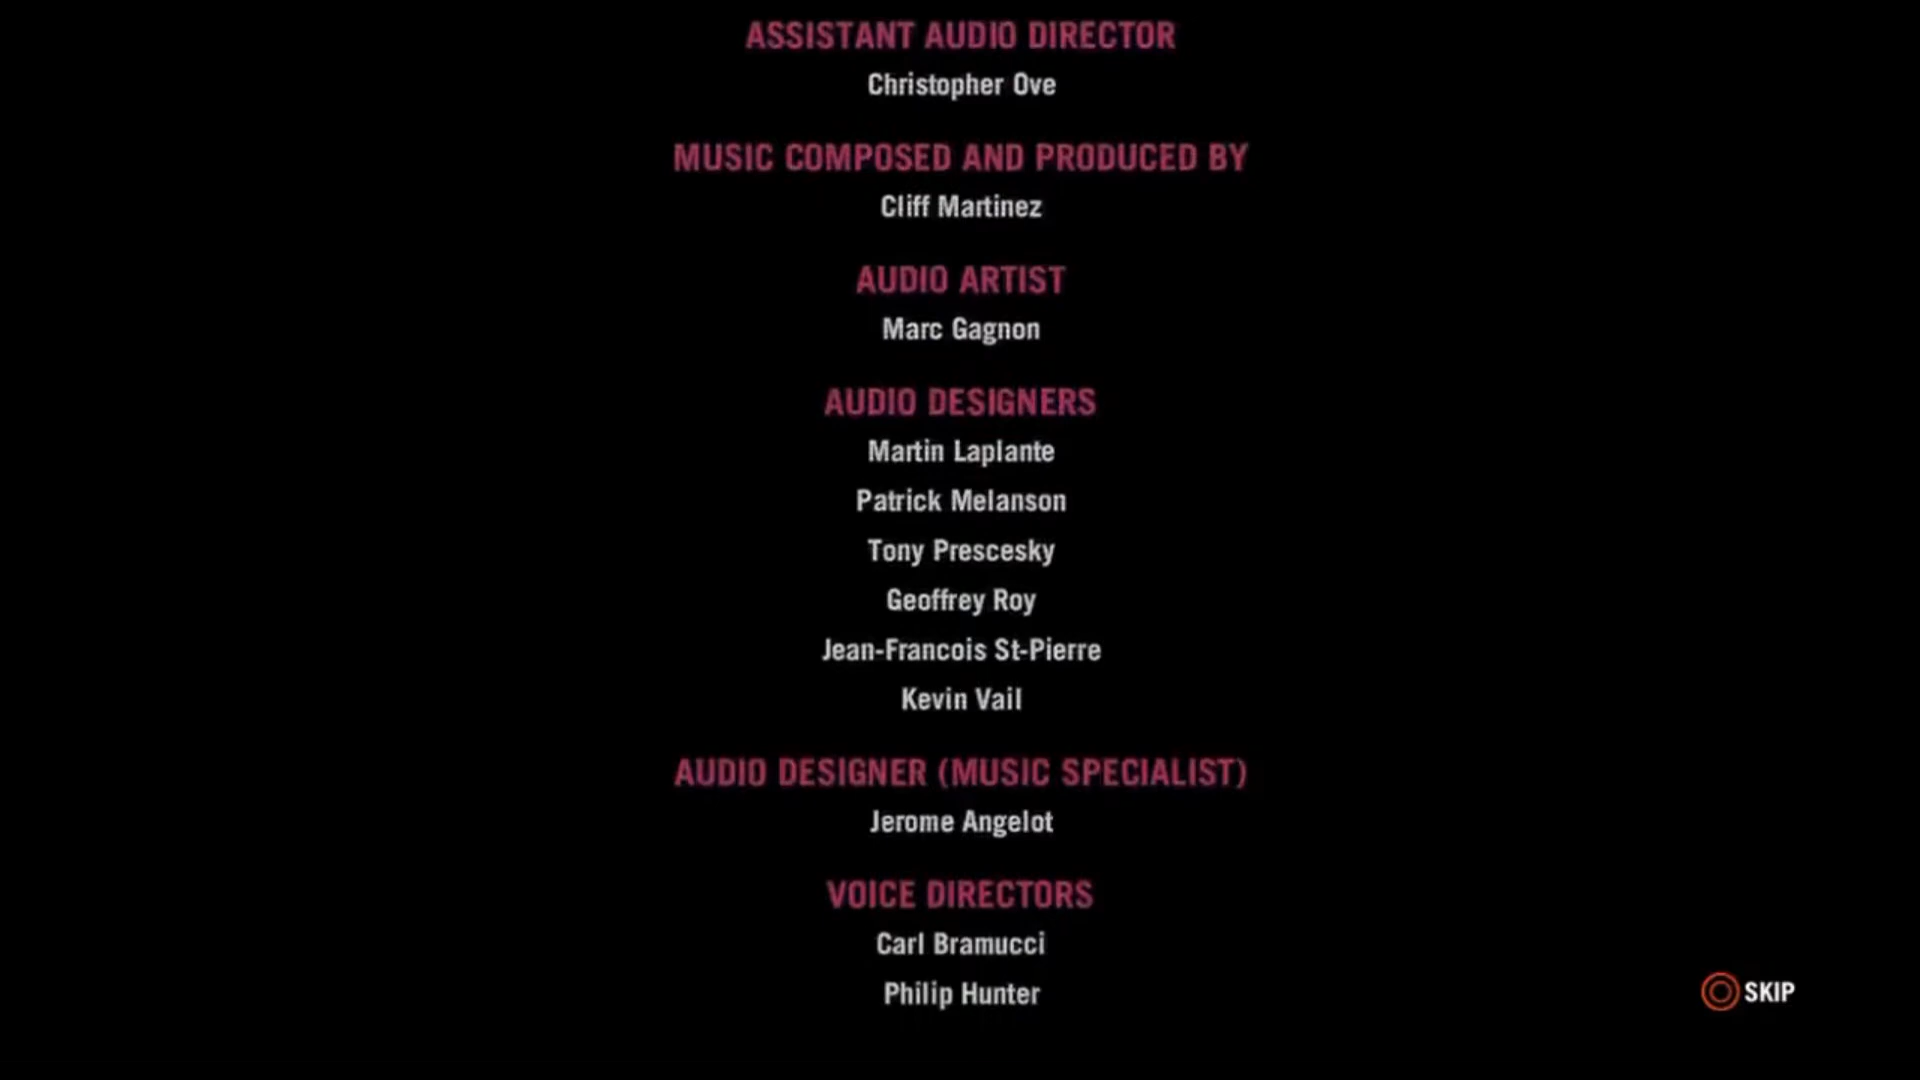 ASSISTANT AUDIO DIRECTOR
Christopher Ove
MUSIC COMPOSED AND PRODUCED BY
Cliff Martinez
AUDIO ARTIST
Marc Gagnon
AUDIO DESIGNERS
Martin Laplante
Patrick Melanson
Tony Prescesky
Geoffrey Roy
Jean-Francois St-Pierre
Kevin Vail
AUDIO DESIGNER (MUSIC SPECIALIST)
Jerome Angelot
VOICE DIRECTORS
Carl Bramucci
Philip Hunter
SKIP